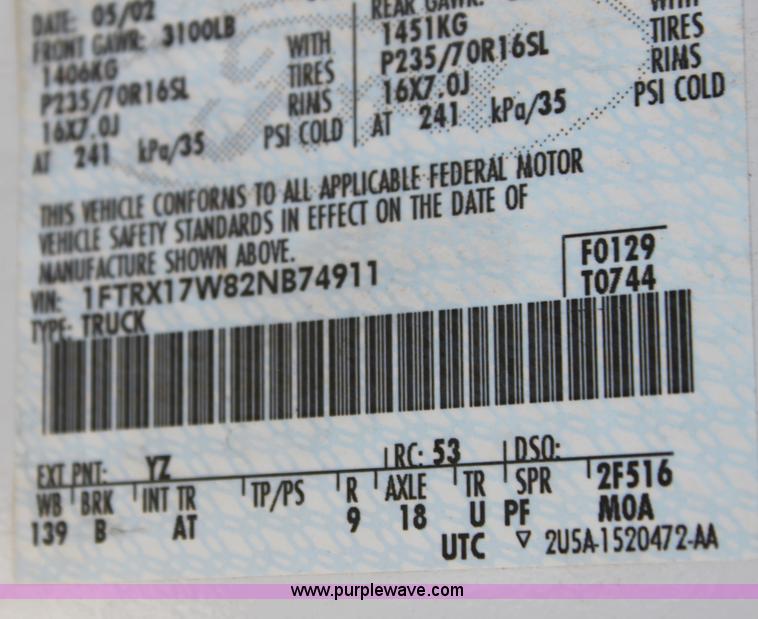 DATE: 05/02
FRONT GAWR: 3100LB
1406KG WITH
P235/70R16SL TIRES
16X7.0J RIMS
AT 241 kPa/35 PSI COLD
REAR GAWR:
1451KG WITH
P235/70R16SL TIRES
16X7.0J RIMS
AT 241 kPa/35 PSI COLD
THIS VEHICLE CONFORMS TO ALL APPLICABLE FEDERAL MOTOR
VEHICLE SAFETY STANDARDS IN EFFECT ON THE DATE OF
MANUFACTURE SHOWN ABOVE.
VIN: 1FTRX17W82NB74911
F0129
T0744
TYPE: TRUCK
EXT PNT: YZ RC: 53 DSO:
WB BRK INT TR TP/PS R AXLE TR SPR 2F516
139 B AT 9 18 U PF MOA
UTC ▽ 2U5A-1520472-AA
www.purplewave.com